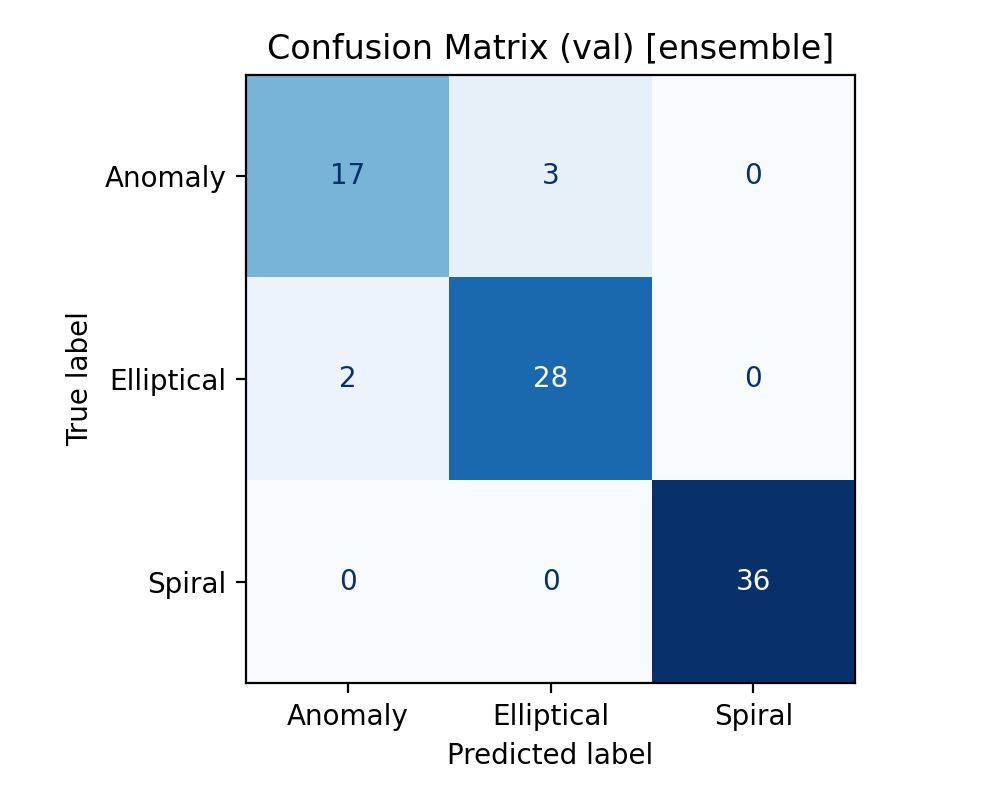 Confusion Matrix (val) [ensemble]
Anomaly 17 3 0
Elliptical 2 28 0
Spiral 0 0 36
True label
Anomaly Elliptical Spiral
Predicted label